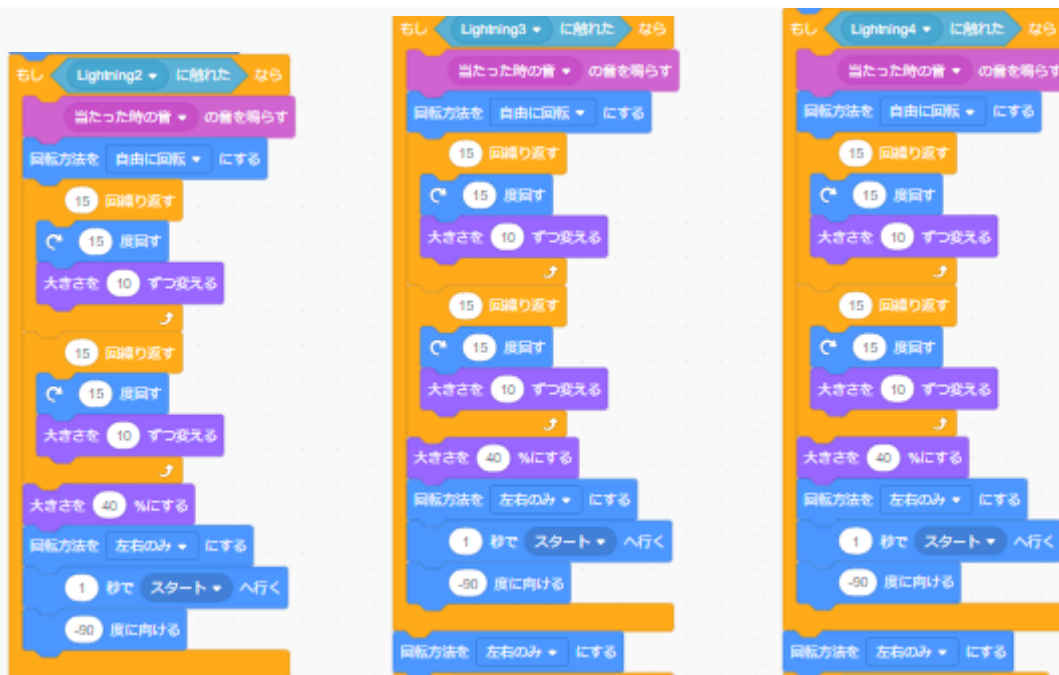 もし Lightning2 に触れた なら
当たった時の音 の音を鳴らす
回転方法を 自由に回転 にする
15 回繰り返す
15 度回す
大きさを 10 ずつ変える
15 回繰り返す
15 度回す
大きさを 10 ずつ変える
大きさを 40 %にする
回転方法を 左右のみ にする
1 秒で スタート へ行く
-90 度に向ける
もし Lightning3 に触れた なら
当たった時の音 の音を鳴らす
回転方法を 自由に回転 にする
15 回繰り返す
15 度回す
大きさを 10 ずつ変える
15 回繰り返す
15 度回す
大きさを 10 ずつ変える
大きさを 40 %にする
回転方法を 左右のみ にする
1 秒で スタート へ行く
-90 度に向ける
回転方法を 左右のみ にする
もし Lightning4 に触れた なら
当たった時の音 の音を鳴らす
回転方法を 自由に回転 にする
15 回繰り返す
15 度回す
大きさを 10 ずつ変える
15 回繰り返す
15 度回す
大きさを 10 ずつ変える
大きさを 40 %にする
回転方法を 左右のみ にする
1 秒で スタート へ行く
-90 度に向ける
回転方法を 左右のみ にする